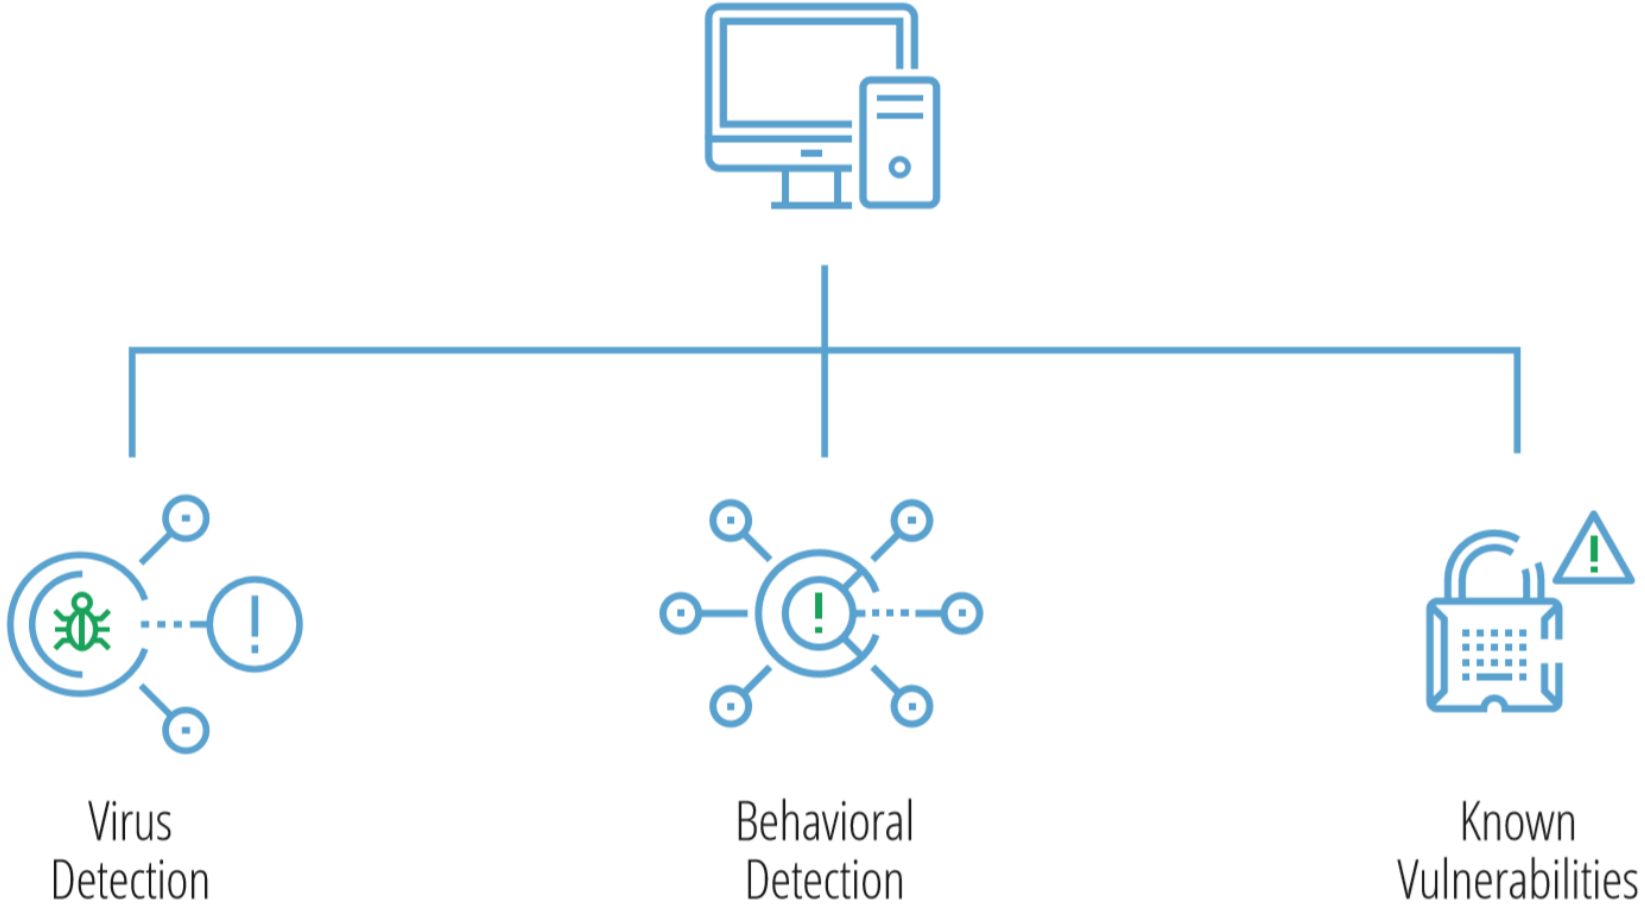 Virus
Detection
Behavioral
Detection
Known
Vulnerabilities